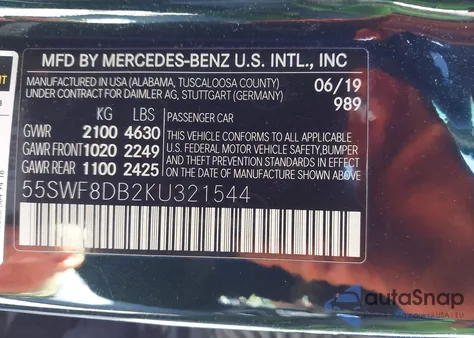 MFD BY MERCEDES-BENZ U.S. INTL., INC
MANUFACTURED IN USA (ALABAMA, TUSCALOOSA COUNTY) 06/19
UNDER CONTRACT FOR DAIMLER AG, STUTTGART (GERMANY) 989
KG LBS PASSENGER CAR
GVWR 2100 4630 THIS VEHICLE CONFORMS TO ALL APPLICABLE
GAWR FRONT 1020 2249 U.S. FEDERAL MOTOR VEHICLE SAFETY, BUMPER
GAWR REAR 1100 2425 AND THEFT PREVENTION STANDARDS IN EFFECT
ON THE DATE OF MANUFACTURE SHOWN ABOVE.
55SWF8DB2KU321544
autoSnap